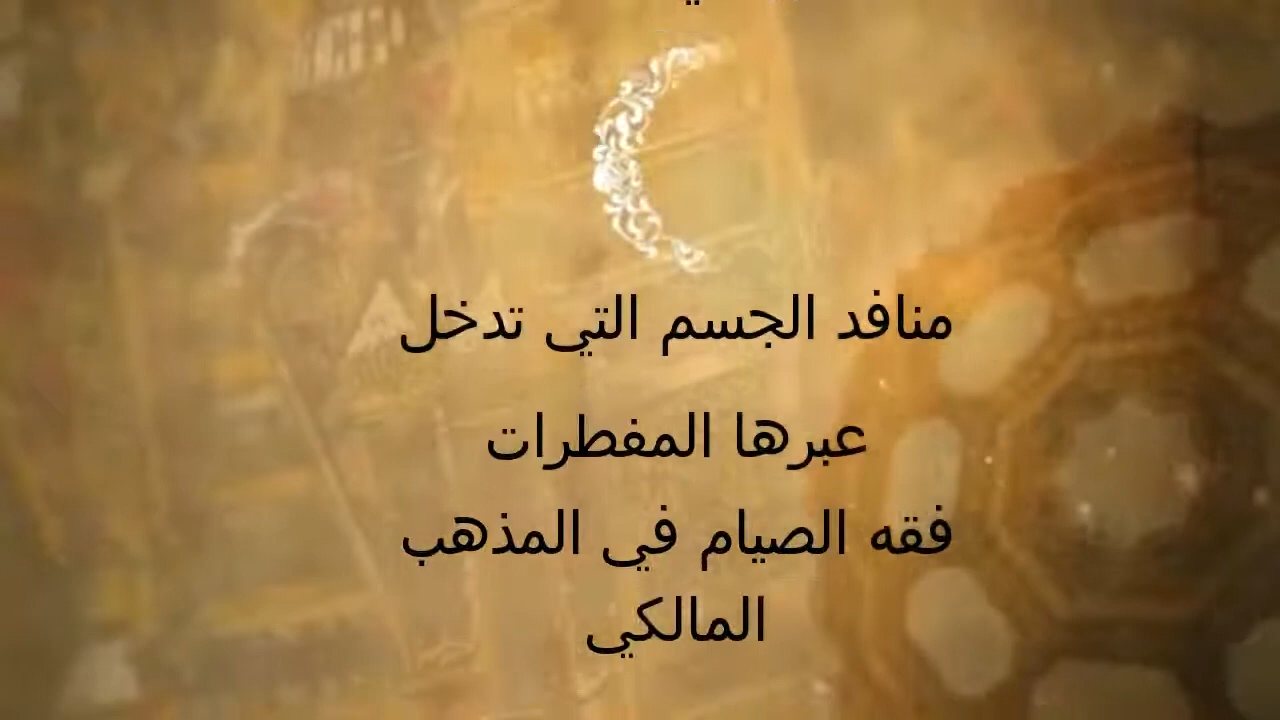 منافد الجسم التي تدخل
عبرها المفطرات
فقه الصيام في المذهب
المالكي